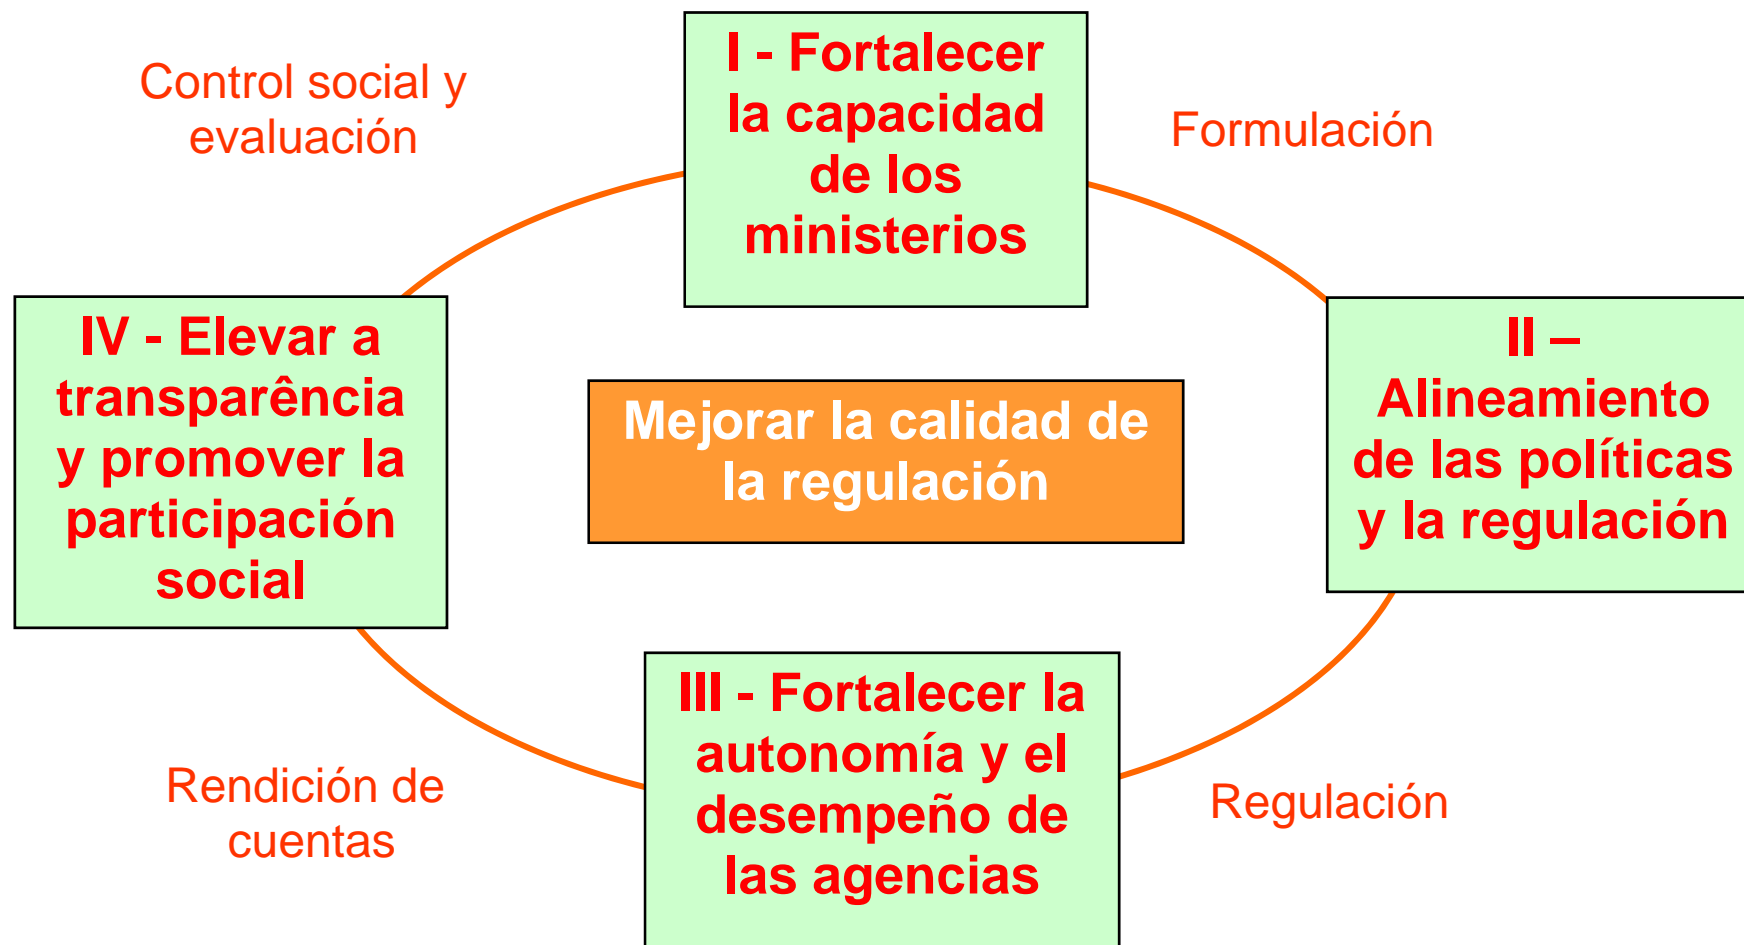 Control social y
evaluación
I - Fortalecer
la capacidad
de los
ministerios
Formulación
IV - Elevar a
transparência
y promover la
participación
social
Mejorar la calidad de
la regulación
II –
Alineamiento
de las políticas
y la regulación
Rendición de
cuentas
III - Fortalecer la
autonomía y el
desempeño de
las agencias
Regulación